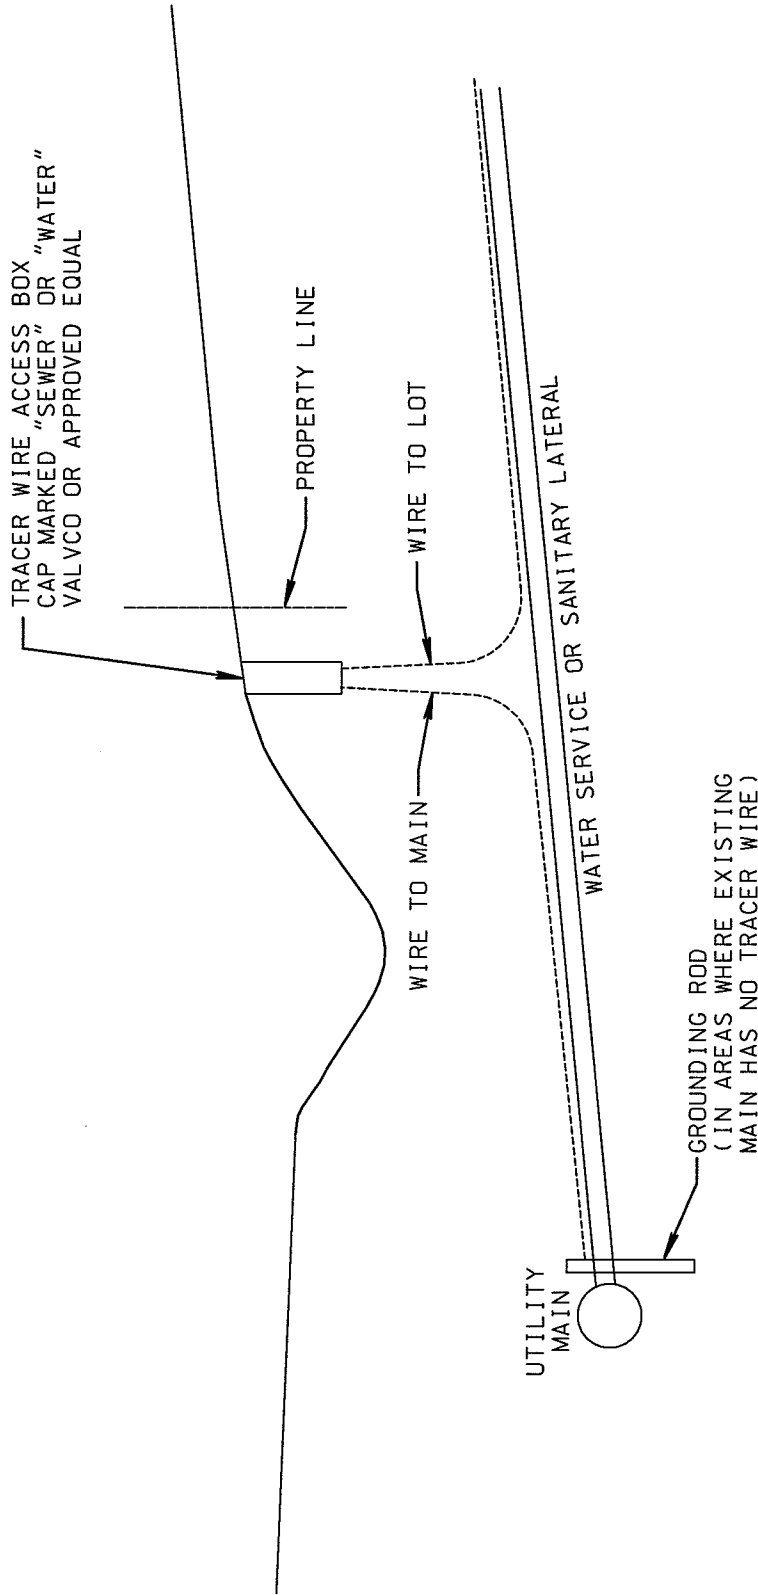 TRACER WIRE ACCESS BOX
CAP MARKED "SEWER" OR "WATER"
VALVCO OR APPROVED EQUAL
PROPERTY LINE
WIRE TO MAIN
WIRE TO LOT
WATER SERVICE OR SANITARY LATERAL
UTILITY
MAIN
GROUNDING ROD
(IN AREAS WHERE EXISTING
MAIN HAS NO TRACER WIRE)